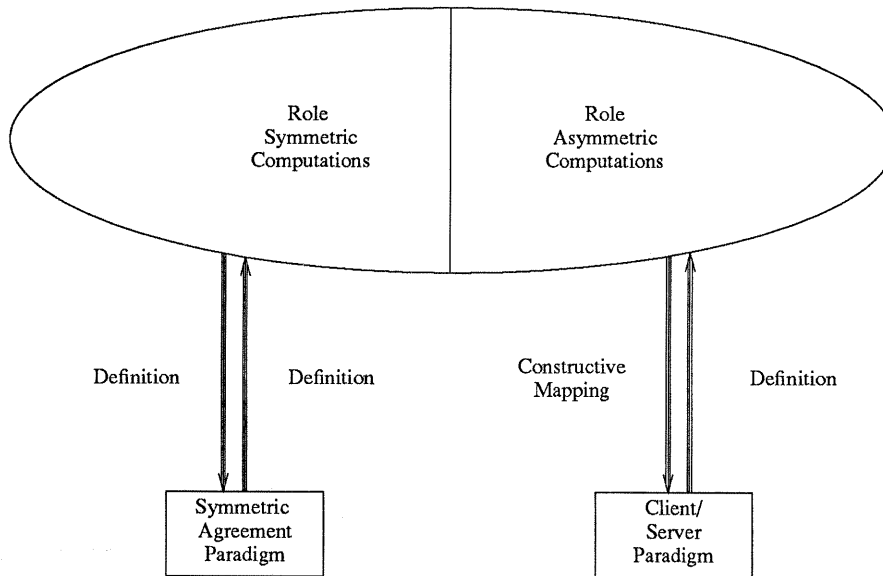 Role
Symmetric
Computations
Role
Asymmetric
Computations
Definition
Definition
Constructive
Mapping
Definition
Symmetric
Agreement
Paradigm
Client/
Server
Paradigm